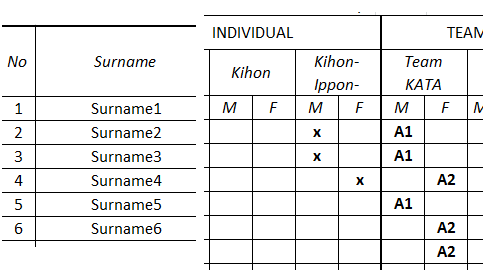 INDIVIDUAL TEAM
No Surname Kihon Kihon-Ippon- Team KATA
1 Surname1 M F M F M F M
2 Surname2 x A1
3 Surname3 x A1
4 Surname4 x A2
5 Surname5 A1
6 Surname6 A2
A2